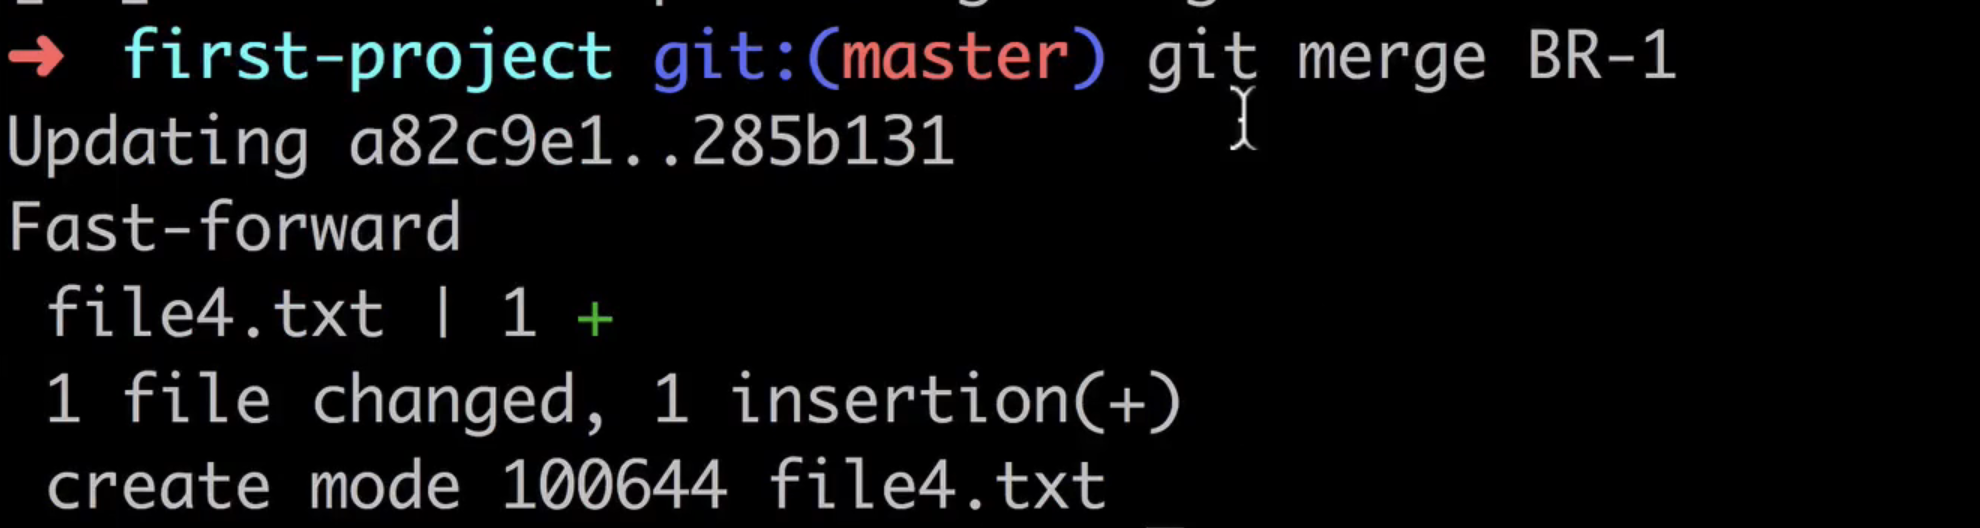 ➜ first-project git:(master) git merge BR-1
Updating a82c9e1..285b131
Fast-forward
 file4.txt | 1 +
 1 file changed, 1 insertion(+)
 create mode 100644 file4.txt